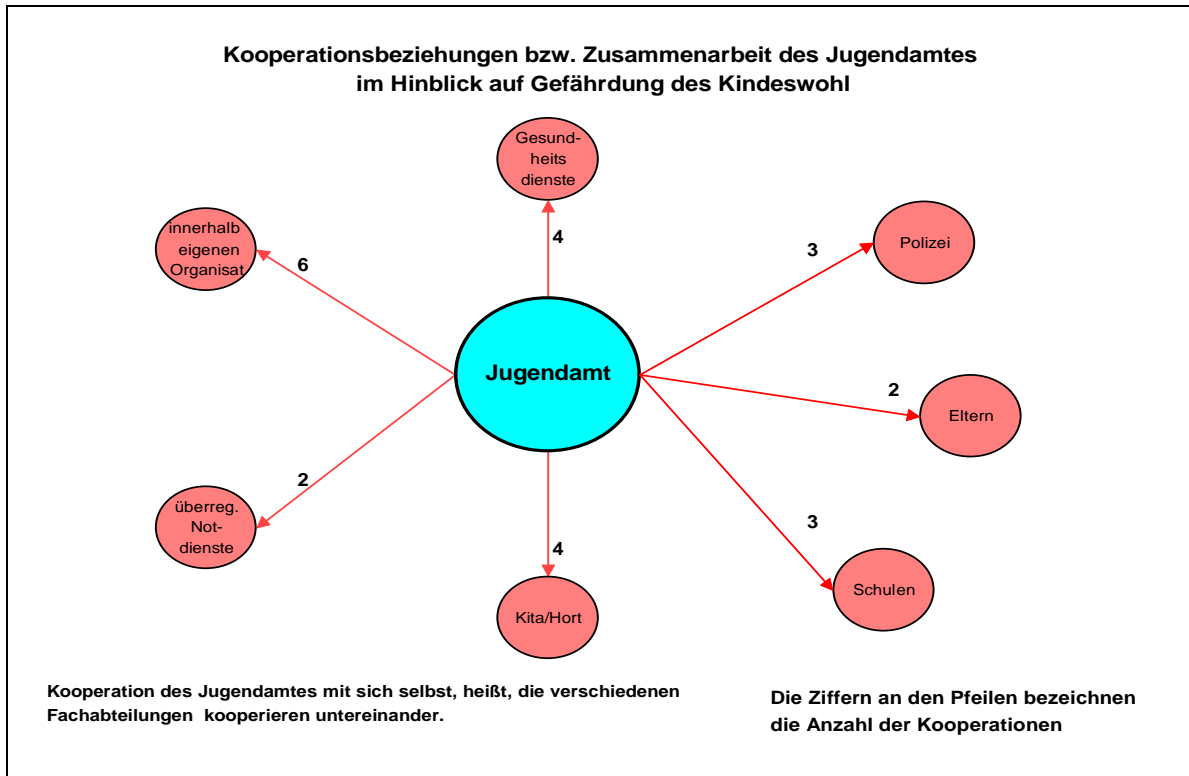 Kooperationsbeziehungen bzw. Zusammenarbeit des Jugendamtes
im Hinblick auf Gefährdung des Kindeswohl
Gesund-
heits
dienste
innerhalb
eigenen
Organisat.
6
4
3
Polizei
Jugendamt
2
Eltern
2
überreg.
Not-
dienste
4
Kita/Hort
3
Schulen
Kooperation des Jugendamtes mit sich selbst, heißt, die verschiedenen
Fachabteilungen kooperieren untereinander.
Die Ziffern an den Pfeilen bezeichnen
die Anzahl der Kooperationen